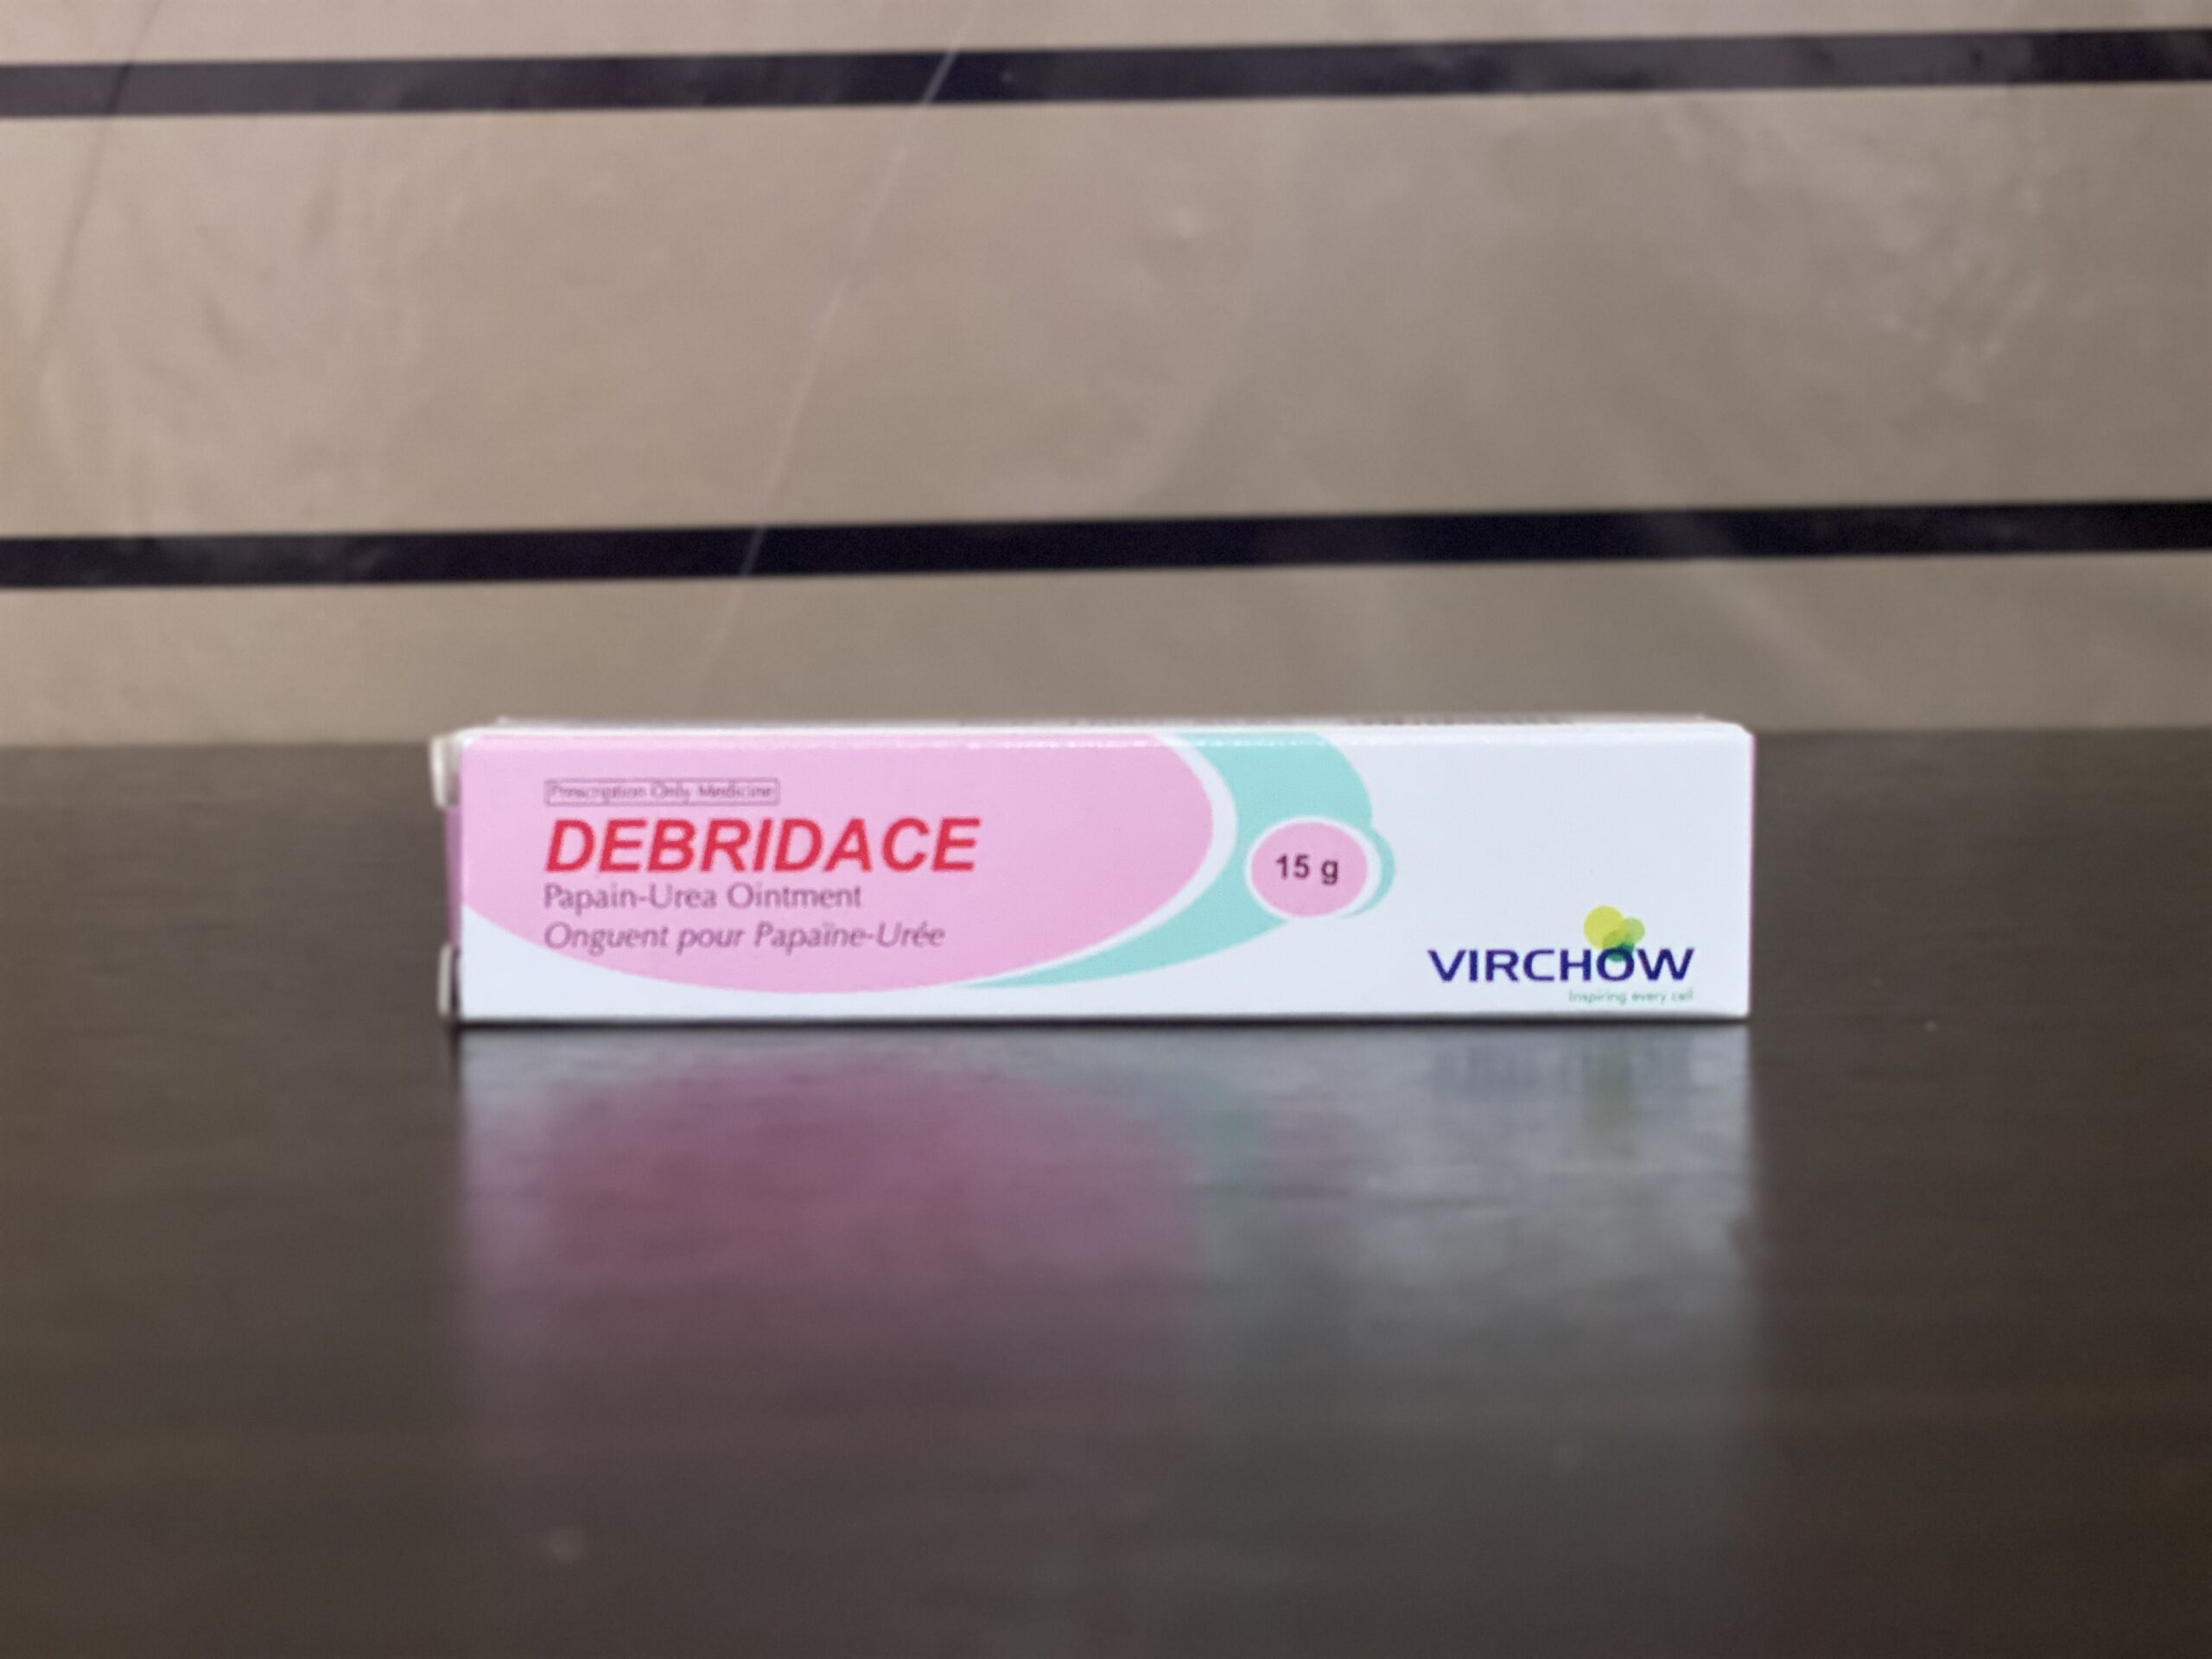 Prescription Only Medicine
DEBRIDACE
Papain-Urea Ointment
Onguent pour Papaïne-Urée
15 g
VIRCHOW
Inspiring every cell